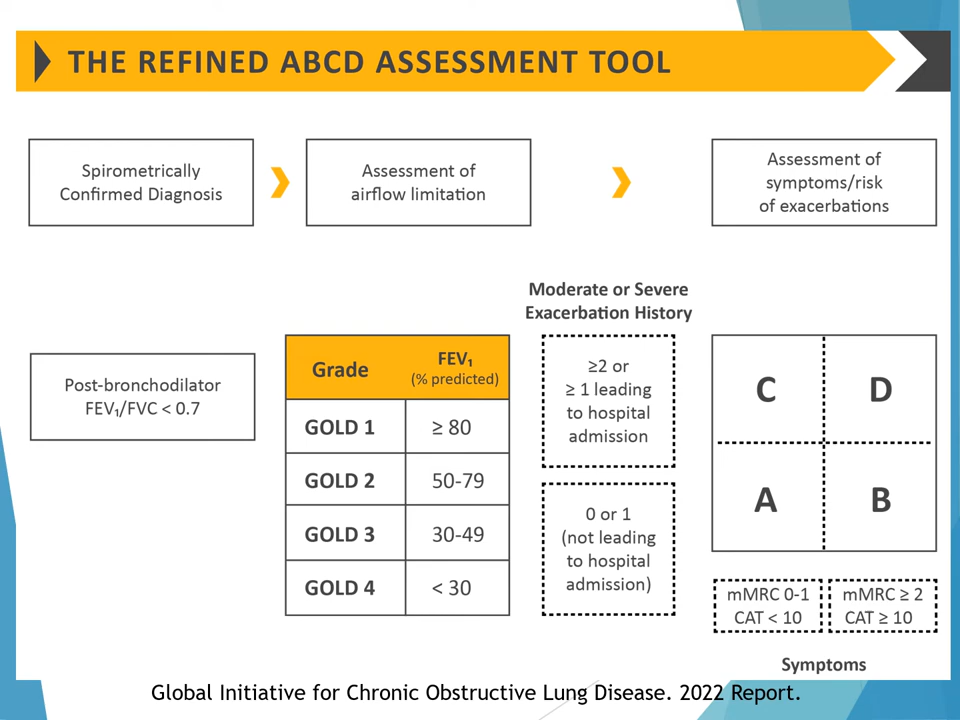 THE REFINED ABCD ASSESSMENT TOOL
Spirometrically
Confirmed Diagnosis
Assessment of
airflow limitation
Assessment of
symptoms/risk
of exacerbations
Post-bronchodilator
FEV₁/FVC < 0.7
Grade
FEV₁
(% predicted)
GOLD 1
≥ 80
GOLD 2
50-79
GOLD 3
30-49
GOLD 4
< 30
Moderate or Severe
Exacerbation History
≥2 or
≥ 1 leading
to hospital
admission
0 or 1
(not leading
to hospital
admission)
C
D
A
B
mMRC 0-1
CAT < 10
mMRC ≥ 2
CAT ≥ 10
Symptoms
Global Initiative for Chronic Obstructive Lung Disease. 2022 Report.